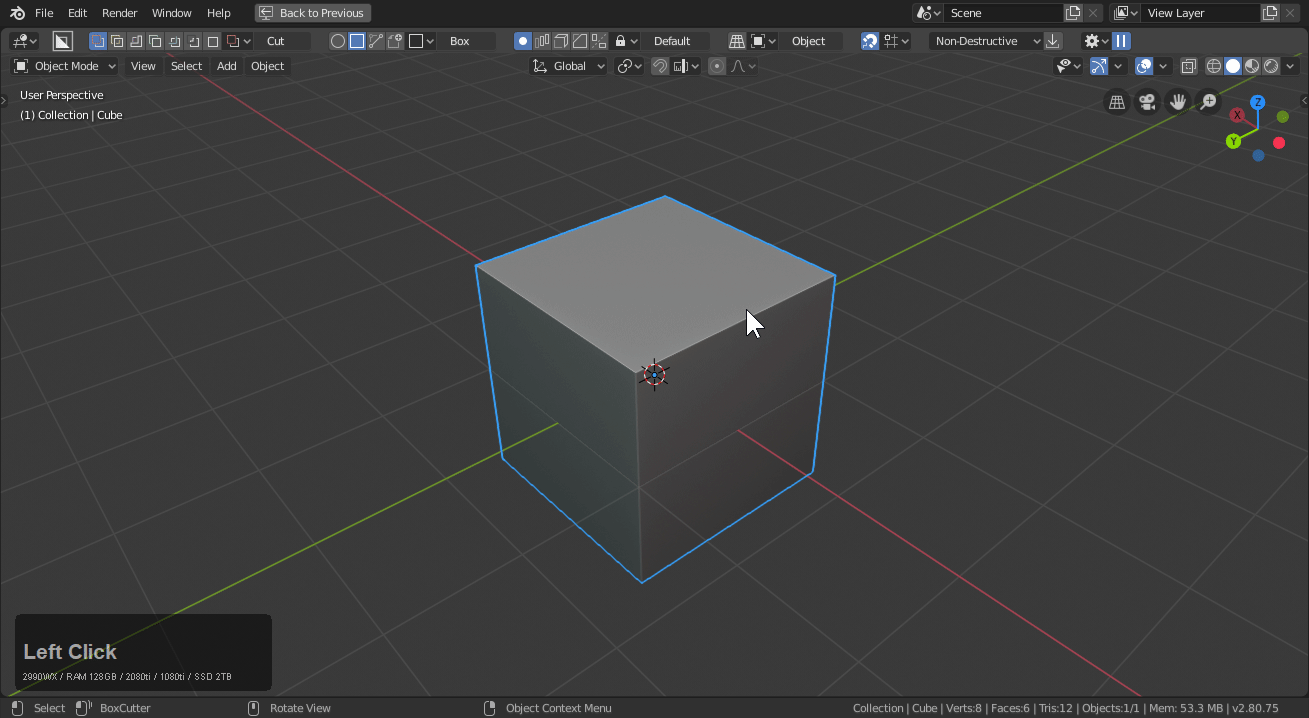 File Edit Render Window Help Back to Previous Scene View Layer
Cut Box Default Object Non-Destructive
Object Mode View Select Add Object Global
User Perspective
(1) Collection | Cube
Z
X
Y
Left Click
2990WX / RAM 128GB / 2080ti / 1080ti / SSD 2TB
Select BoxCutter Rotate View Object Context Menu Collection | Cube | Verts:8 | Faces:6 | Tris:12 | Objects:1/1 | Mem: 53.3 MB | v2.80.75